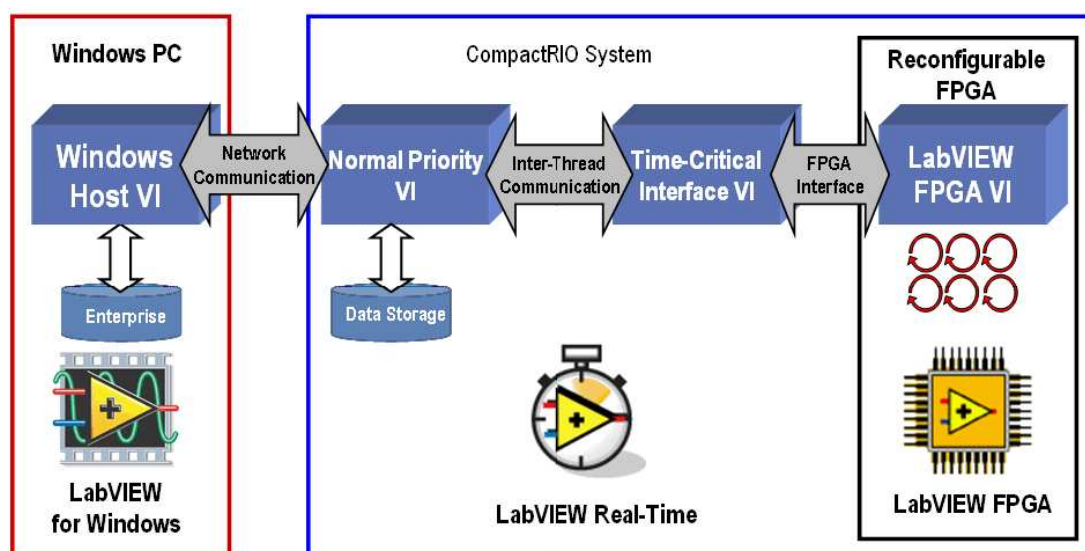 Windows PC
CompactRIO System
Reconfigurable
FPGA
Windows
Host VI
Network
Communication
Normal Priority
VI
Inter-Thread
Communication
Time-Critical
Interface VI
FPGA
Interface
LabVIEW
FPGA VI
Enterprise
Data Storage
LabVIEW
for Windows
LabVIEW Real-Time
LabVIEW FPGA